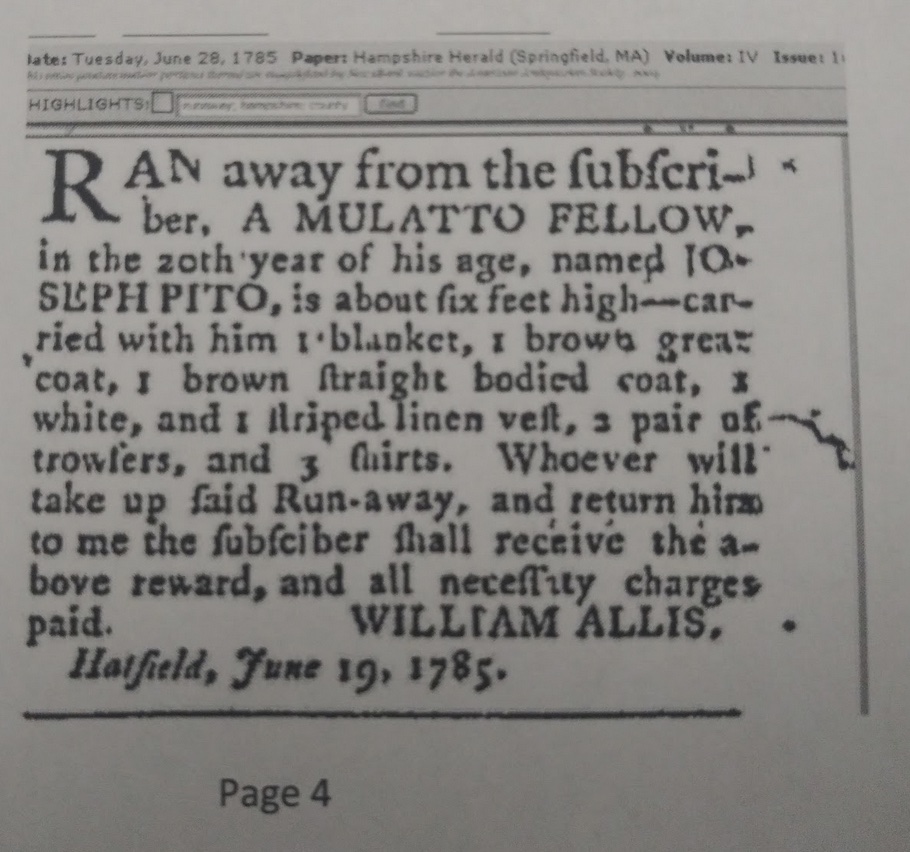 Date: Tuesday, June 28, 1785 Paper: Hampshire Herald (Springfield, MA) Volume: IV Issue:
HIGHLIGHTS: runaway; hampshire; county find
RAN away from the ſubſcri-
ber, A MULATTO FELLOW,
in the 20th year of his age, named JO-
SEPH PITO, is about ſix feet high—car-
ried with him 1 blanket, 1 brown great
coat, 1 brown ſtraight bodied coat, 1
white, and 1 ſtriped linen veſt, 2 pair of
trowſers, and 3 ſhirts. Whoever will
take up ſaid Run-away, and return him
to me the ſubſciber ſhall receive the a-
bove reward, and all neceſſity charges
paid. WILLIAM ALLIS.
Hatfield, June 19, 1785.
Page 4